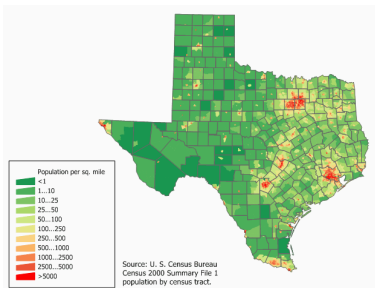 Population per sq. mile
<1
1...10
10...25
25...50
50...100
100...250
250...500
500...1000
1000...2500
2500...5000
>5000
Source: U. S. Census Bureau
Census 2000 Summary File 1
population by census tract.